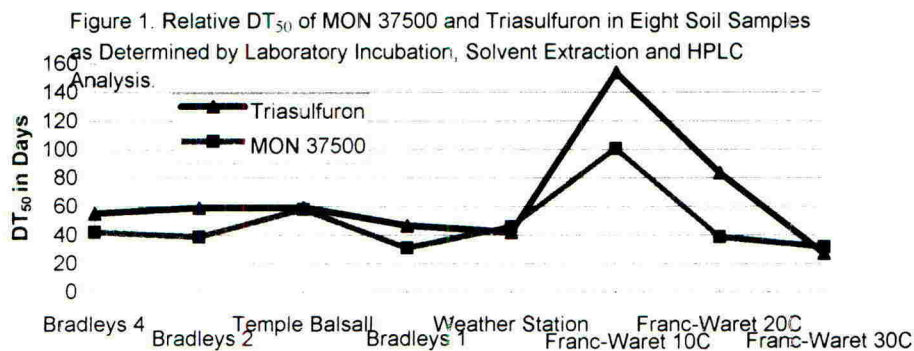 Figure 1. Relative DT50 of MON 37500 and Triasulfuron in Eight Soil Samples
as Determined by Laboratory Incubation, Solvent Extraction and HPLC
Analysis.
160
140
120
100
80
60
40
20
0
DT50 in Days
Triasulfuron
MON 37500
Bradleys 4
Bradleys 2
Temple Balsall
Bradleys 1
Weather Station
Franc-Waret 10C
Franc-Waret 20C
Franc-Waret 30C